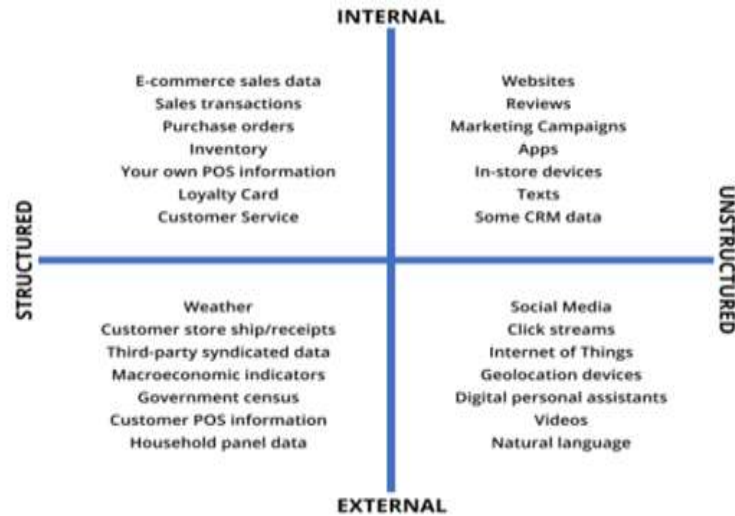 INTERNAL
E-commerce sales data
Sales transactions
Purchase orders
Inventory
Your own POS information
Loyalty Card
Customer Service
Websites
Reviews
Marketing Campaigns
Apps
In-store devices
Texts
Some CRM data
STRUCTURED
UNSTRUCTURED
Weather
Customer store ship/receipts
Third-party syndicated data
Macroeconomic indicators
Government census
Customer POS information
Household panel data
Social Media
Click streams
Internet of Things
Geolocation devices
Digital personal assistants
Videos
Natural language
EXTERNAL